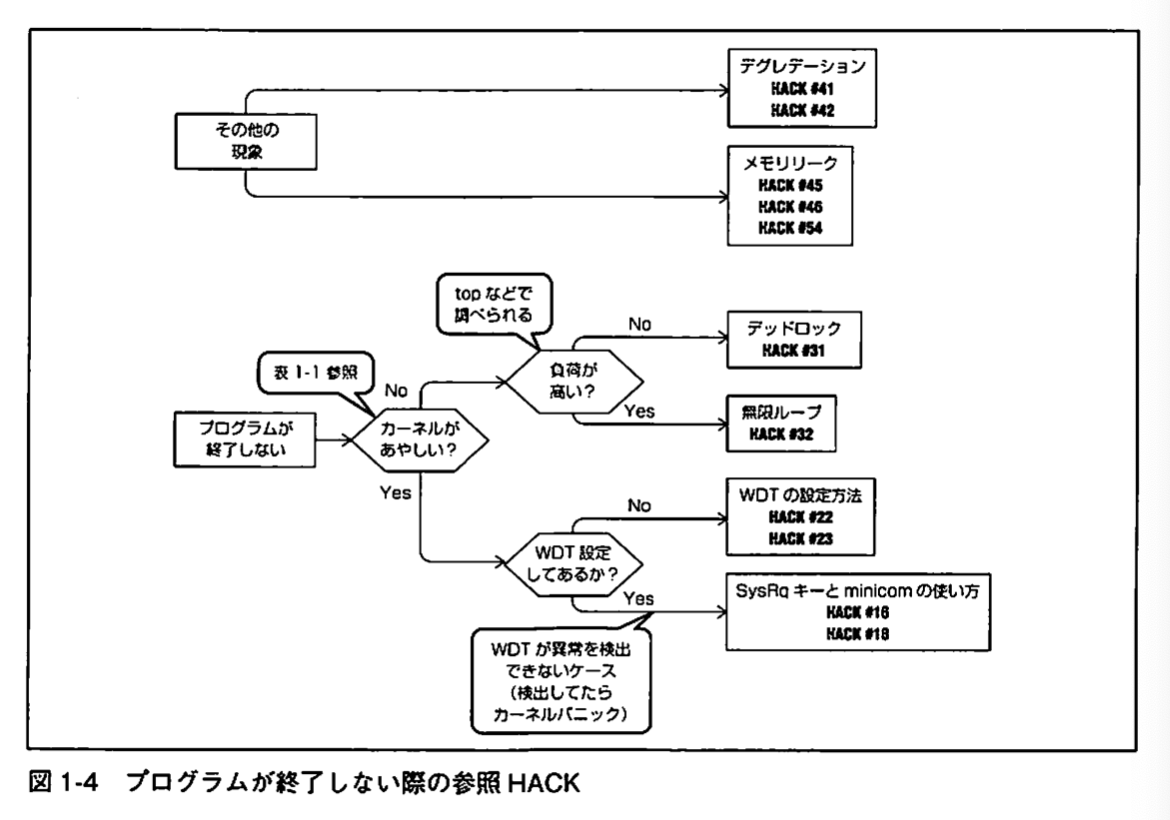 その他の
現象
デグレデーション
HACK #41
HACK #42
メモリリーク
HACK #45
HACK #46
HACK #54
top などで
調べられる
No
デッドロック
HACK #31
表 1-1 参照
負荷が
高い？
No
Yes
無限ループ
HACK #32
プログラムが
終了しない
カーネルが
あやしい？
Yes
No
WDT の設定方法
HACK #22
HACK #23
WDT 設定
してあるか？
Yes
SysRq キーと minicom の使い方
HACK #16
HACK #18
WDT が異常を検出
できないケース
（検出してたら
カーネルパニック）
図 1-4　プログラムが終了しない際の参照 HACK